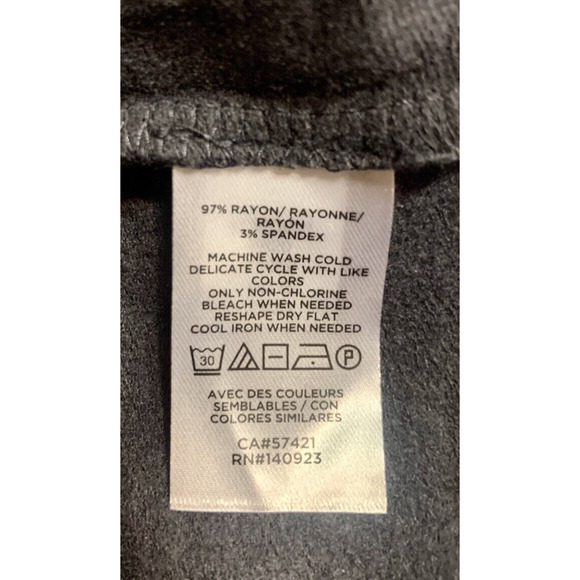 97% RAYON/ RAYONNE/
RAYÓN
3% SPANDEX
MACHINE WASH COLD
DELICATE CYCLE WITH LIKE
COLORS
ONLY NON-CHLORINE
BLEACH WHEN NEEDED
RESHAPE DRY FLAT
COOL IRON WHEN NEEDED
30 P
AVEC DES COULEURS
SEMBLABLES / CON
COLORES SIMILARES
CA#57421
RN#140923